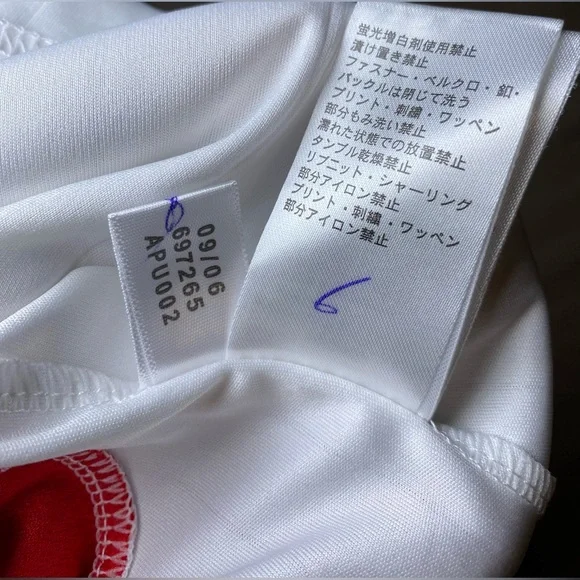 蛍光増白剤使用禁止
漬け置き禁止
ファスナー・ベルクロ・釦・
バックルは閉じて洗う
プリント・刺繍・ワッペン
部分もみ洗い禁止
濡れた状態での放置禁止
タンブル乾燥禁止
リブニット・シャーリング
部分アイロン禁止
プリント・刺繍・ワッペン
部分アイロン禁止
09/06
697265
APU002